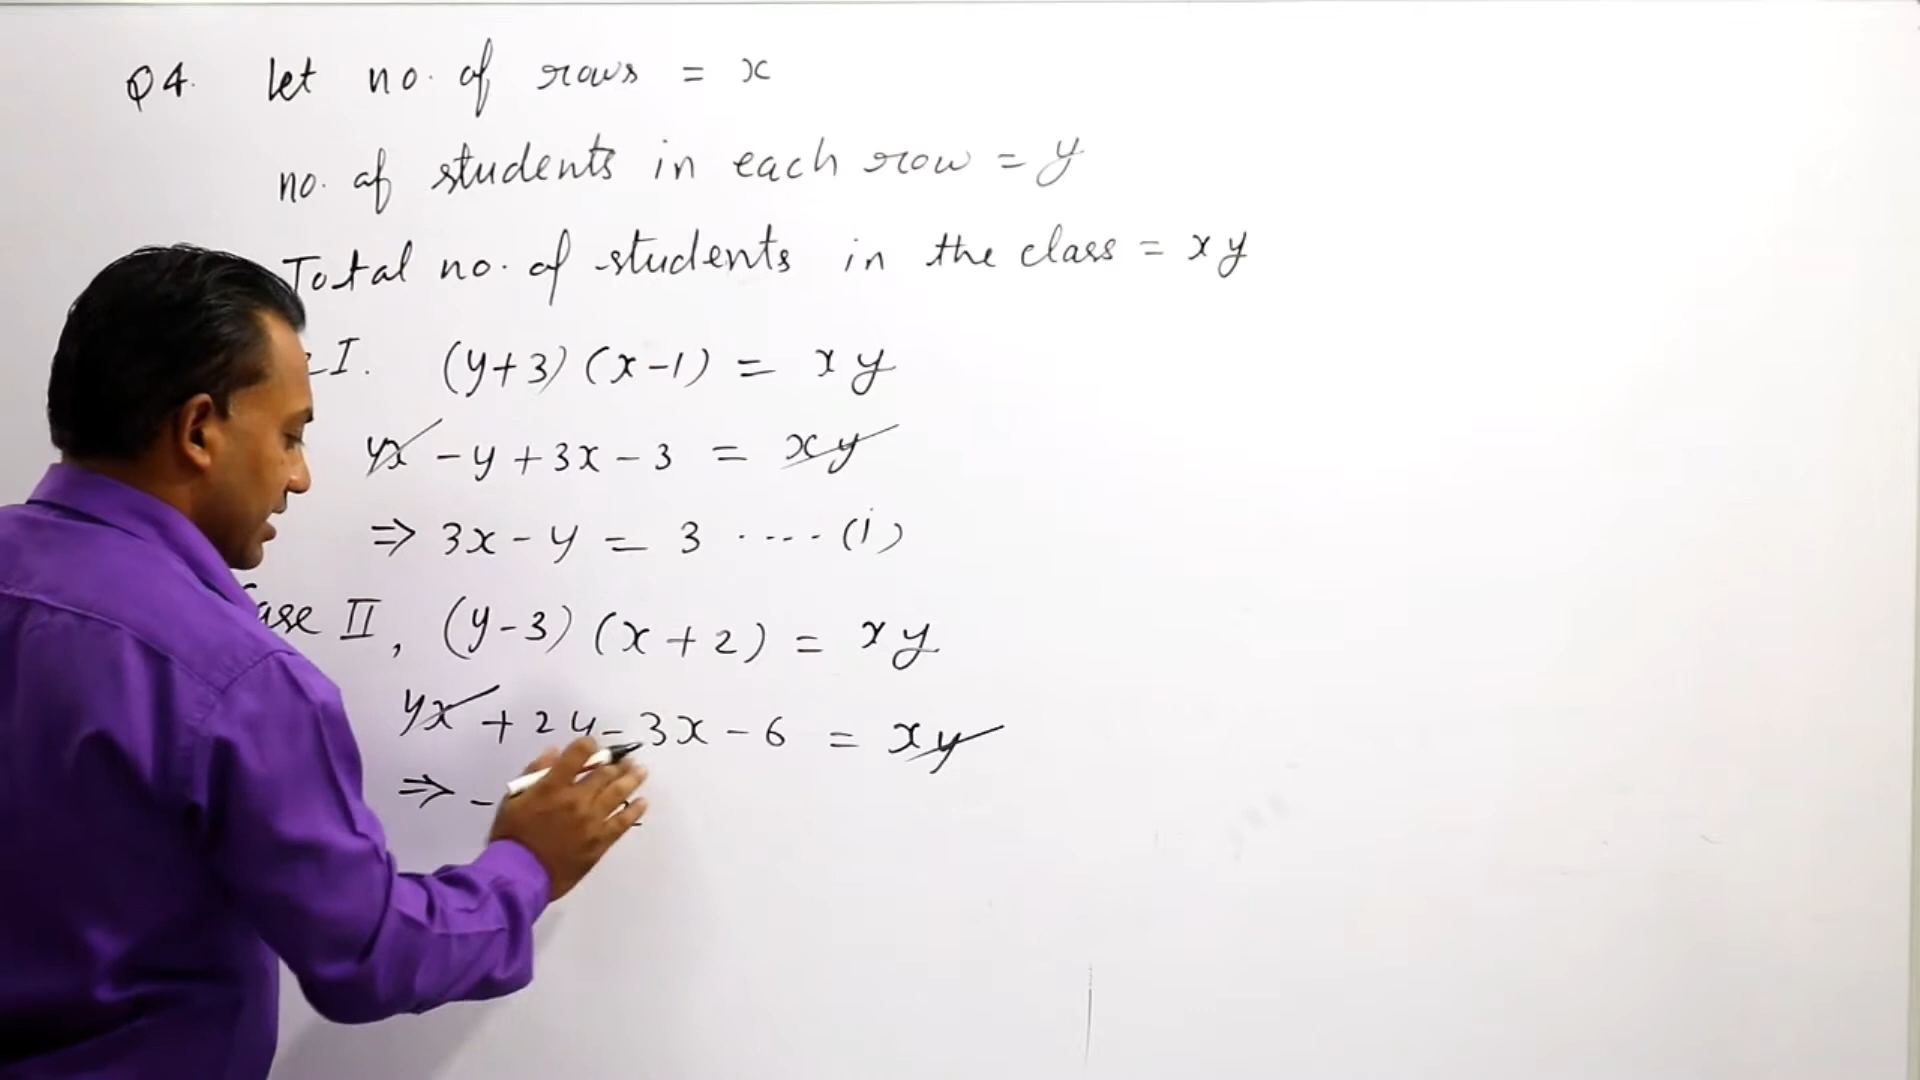 Q4. let no. of rows = x
no. of students in each row = y
Total no. of students in the class = xy
I. (y+3)(x-1) = xy
yx - y + 3x - 3 = xy
⇒ 3x - y = 3 ....(i)
Case II, (y-3)(x+2) = xy
yx + 2y - 3x - 6 = xy
⇒ -